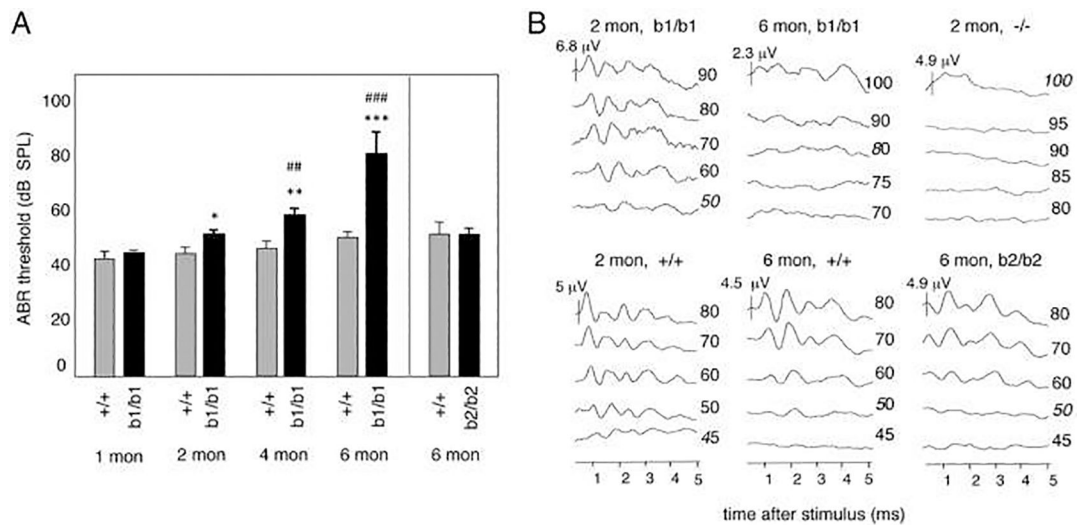 A
ABR threshold (dB SPL)
100
80
60
40
20
0
*
##
**
###
***
+/+
b1/b1
+/+
b1/b1
+/+
b1/b1
+/+
b1/b1
+/+
b2/b2
1 mon
2 mon
4 mon
6 mon
6 mon
B
2 mon, b1/b1
6.8 µV
90
80
70
60
50
6 mon, b1/b1
2.3 µV
100
90
80
75
70
2 mon, -/-
4.9 µV
100
95
90
85
80
2 mon, +/+
5 µV
80
70
60
50
45
6 mon, +/+
4.5 µV
80
70
60
50
45
6 mon, b2/b2
4.9 µV
80
70
60
50
45
1 2 3 4 5
1 2 3 4 5
1 2 3 4 5
time after stimulus (ms)